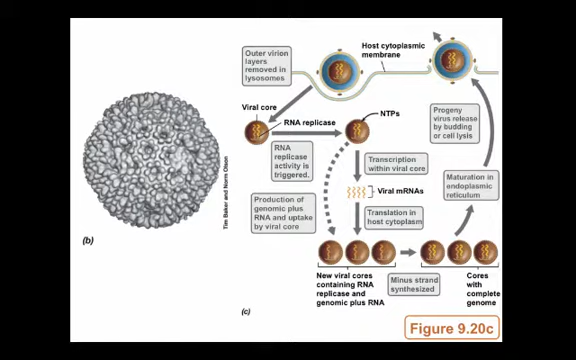 Outer virion
layers
removed in
lysosomes
Host cytoplasmic
membrane
Viral core
RNA replicase
NTPs
RNA
replicase
activity is
triggered.
Transcription
within viral core
Progeny
virus release
by budding
or cell lysis
Viral mRNAs
Maturation in
endoplasmic
reticulum
Production of
genomic plus
RNA and uptake
by viral core
Translation in
host cytoplasm
Tim Baker and Norm Olson
(b)
New viral cores
containing RNA
replicase and
genomic plus RNA
Minus strand
synthesized
Cores
with
complete
genome
(c)
Figure 9.20c